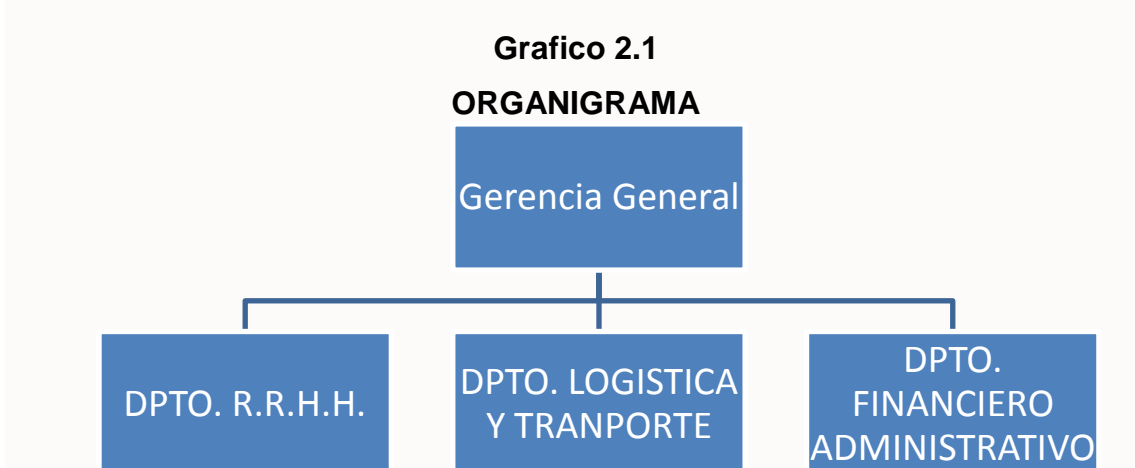 Grafico 2.1
ORGANIGRAMA
Gerencia General
DPTO. R.R.H.H.
DPTO. LOGISTICA
Y TRANPORTE
DPTO.
FINANCIERO
ADMINISTRATIVO